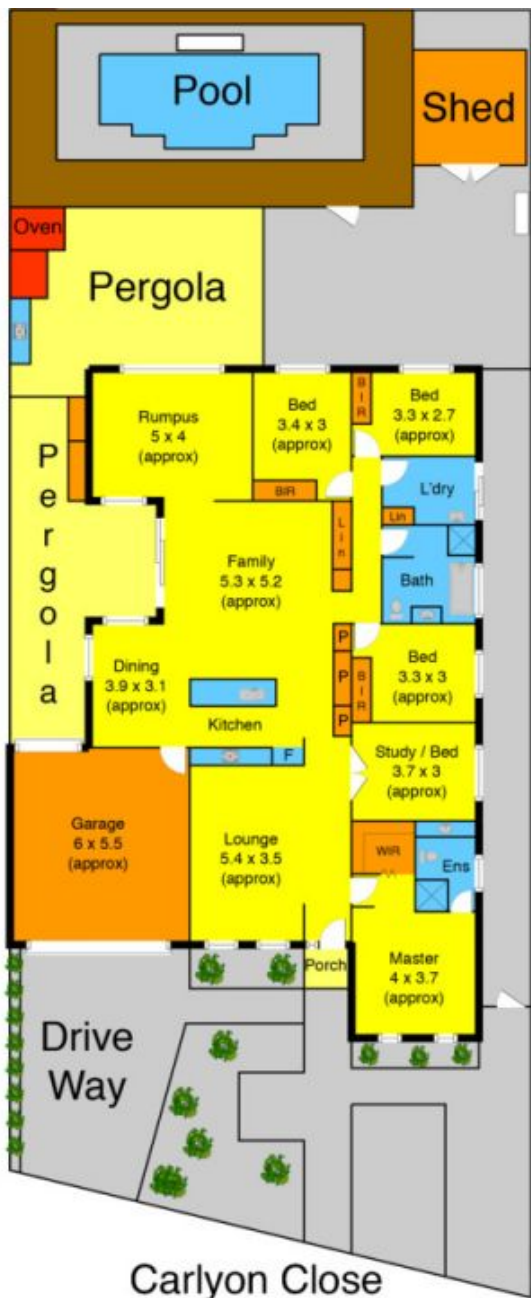 Pool
Shed
Oven
Pergola
Rumpus
5 x 4
(approx)
Bed
3.4 x 3
(approx)
BIR
BIR
Bed
3.3 x 2.7
(approx)
L'dry
Lin
Lin
Bath
Pergola
Family
5.3 x 5.2
(approx)
Dining
3.9 x 3.1
(approx)
Kitchen
P
P
P
BIR
Bed
3.3 x 3
(approx)
Study / Bed
3.7 x 3
(approx)
F
Garage
6 x 5.5
(approx)
Lounge
5.4 x 3.5
(approx)
WIR
Ens
Porch
Master
4 x 3.7
(approx)
Drive
Way
Carlyon Close